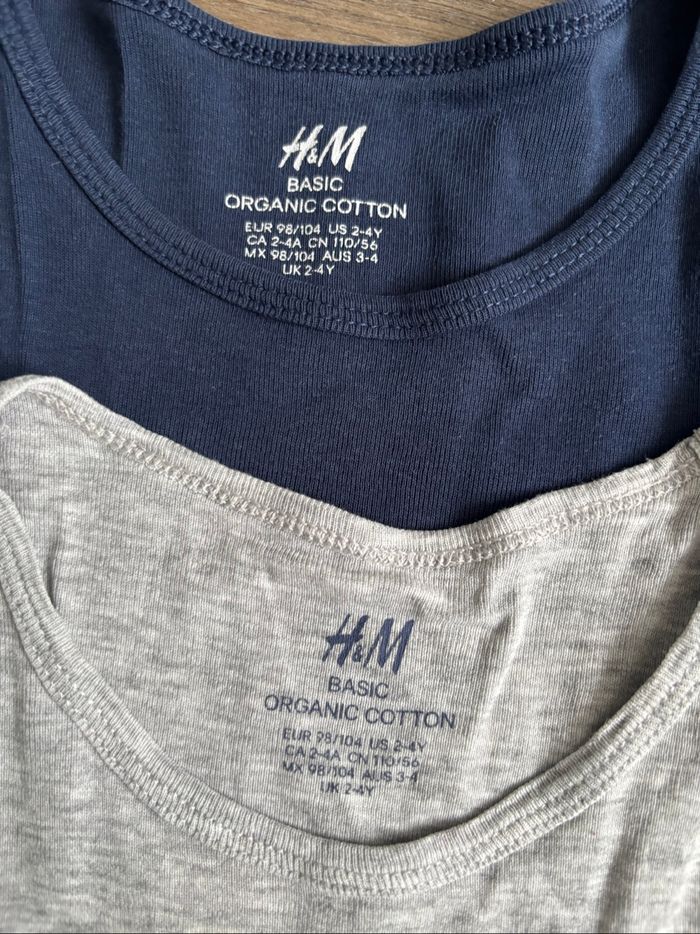 H&M
BASIC
ORGANIC COTTON
EUR 98/104 US 2-4Y
CA 2-4A CN 110/56
MX 98/104 AUS 3-4
UK 2-4Y
H&M
BASIC
ORGANIC COTTON
EUR 98/104 US 2-4Y
CA 2-4A CN 110/56
MX 98/104 AUS 3-4
UK 2-4Y